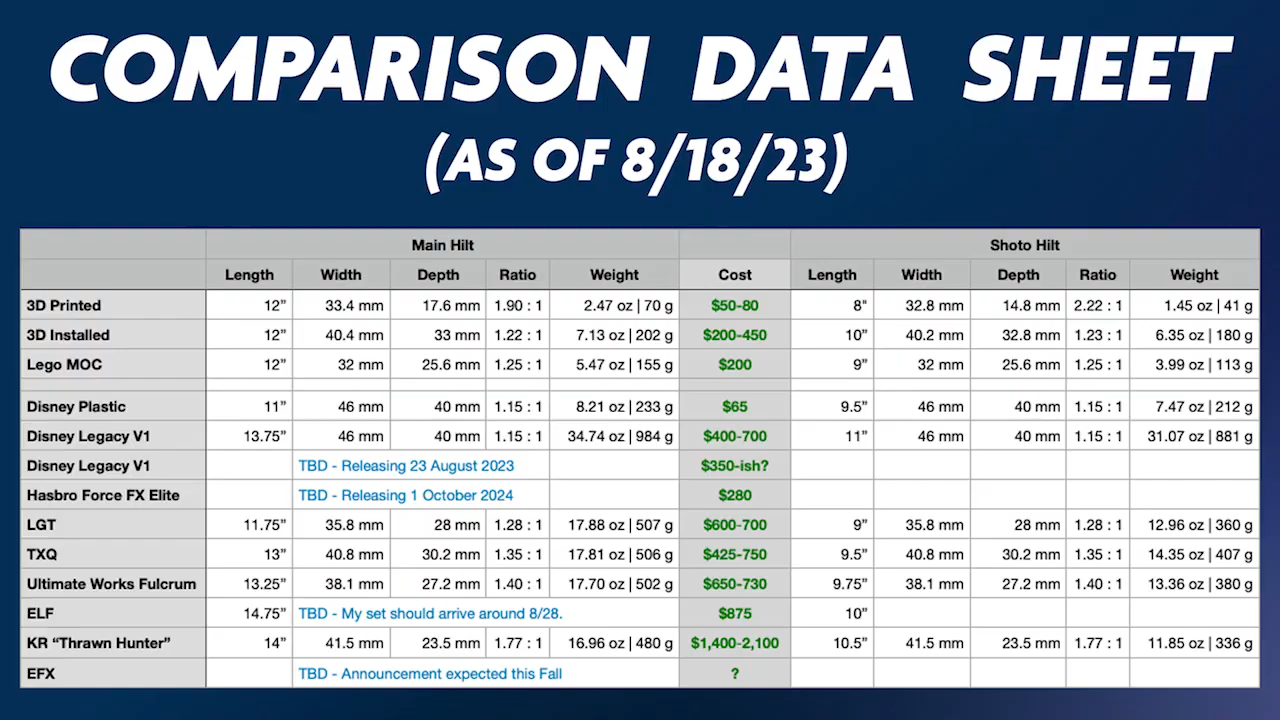 COMPARISON DATA SHEET
(AS OF 8/18/23)
Main Hilt Shoto Hilt
Length Width Depth Ratio Weight Cost Length Width Depth Ratio Weight
3D Printed 12” 33.4 mm 17.6 mm 1.90 : 1 2.47 oz | 70 g $50-80 8“ 32.8 mm 14.8 mm 2.22 : 1 1.45 oz | 41 g
3D Installed 12” 40.4 mm 33 mm 1.22 : 1 7.13 oz | 202 g $200-450 10” 40.2 mm 32.8 mm 1.23 : 1 6.35 oz | 180 g
Lego MOC 12” 32 mm 25.6 mm 1.25 : 1 5.47 oz | 155 g $200 9” 32 mm 25.6 mm 1.25 : 1 3.99 oz | 113 g
Disney Plastic 11” 46 mm 40 mm 1.15 : 1 8.21 oz | 233 g $65 9.5” 46 mm 40 mm 1.15 : 1 7.47 oz | 212 g
Disney Legacy V1 13.75” 46 mm 40 mm 1.15 : 1 34.74 oz | 984 g $400-700 11” 46 mm 40 mm 1.15 : 1 31.07 oz | 881 g
Disney Legacy V1 TBD - Releasing 23 August 2023 $350-ish?
Hasbro Force FX Elite TBD - Releasing 1 October 2024 $280
LGT 11.75” 35.8 mm 28 mm 1.28 : 1 17.88 oz | 507 g $600-700 9” 35.8 mm 28 mm 1.28 : 1 12.96 oz | 360 g
TXQ 13” 40.8 mm 30.2 mm 1.35 : 1 17.81 oz | 506 g $425-750 9.5” 40.8 mm 30.2 mm 1.35 : 1 14.35 oz | 407 g
Ultimate Works Fulcrum 13.25” 38.1 mm 27.2 mm 1.40 : 1 17.70 oz | 502 g $650-730 9.75” 38.1 mm 27.2 mm 1.40 : 1 13.36 oz | 380 g
ELF 14.75” TBD - My set should arrive around 8/28. $875 10”
KR “Thrawn Hunter” 14” 41.5 mm 23.5 mm 1.77 : 1 16.96 oz | 480 g $1,400-2,100 10.5” 41.5 mm 23.5 mm 1.77 : 1 11.85 oz | 336 g
EFX TBD - Announcement expected this Fall ?